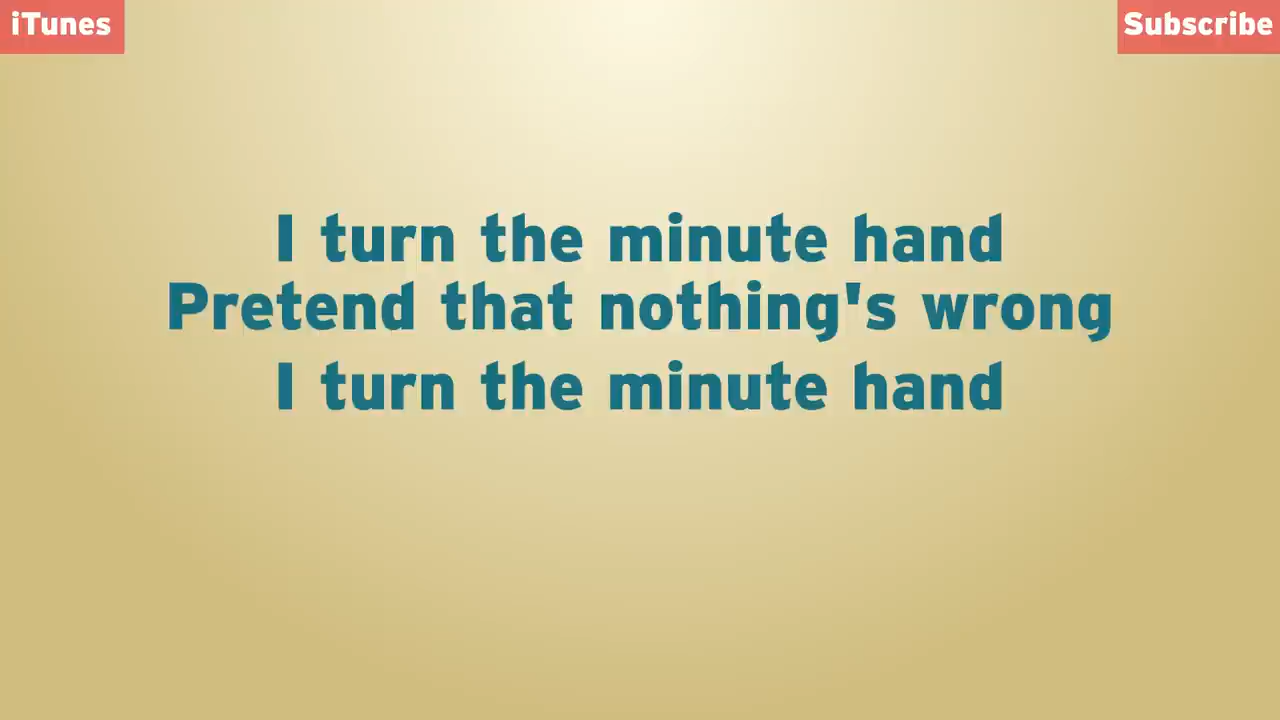 iTunes
Subscribe
I turn the minute hand
Pretend that nothing's wrong
I turn the minute hand